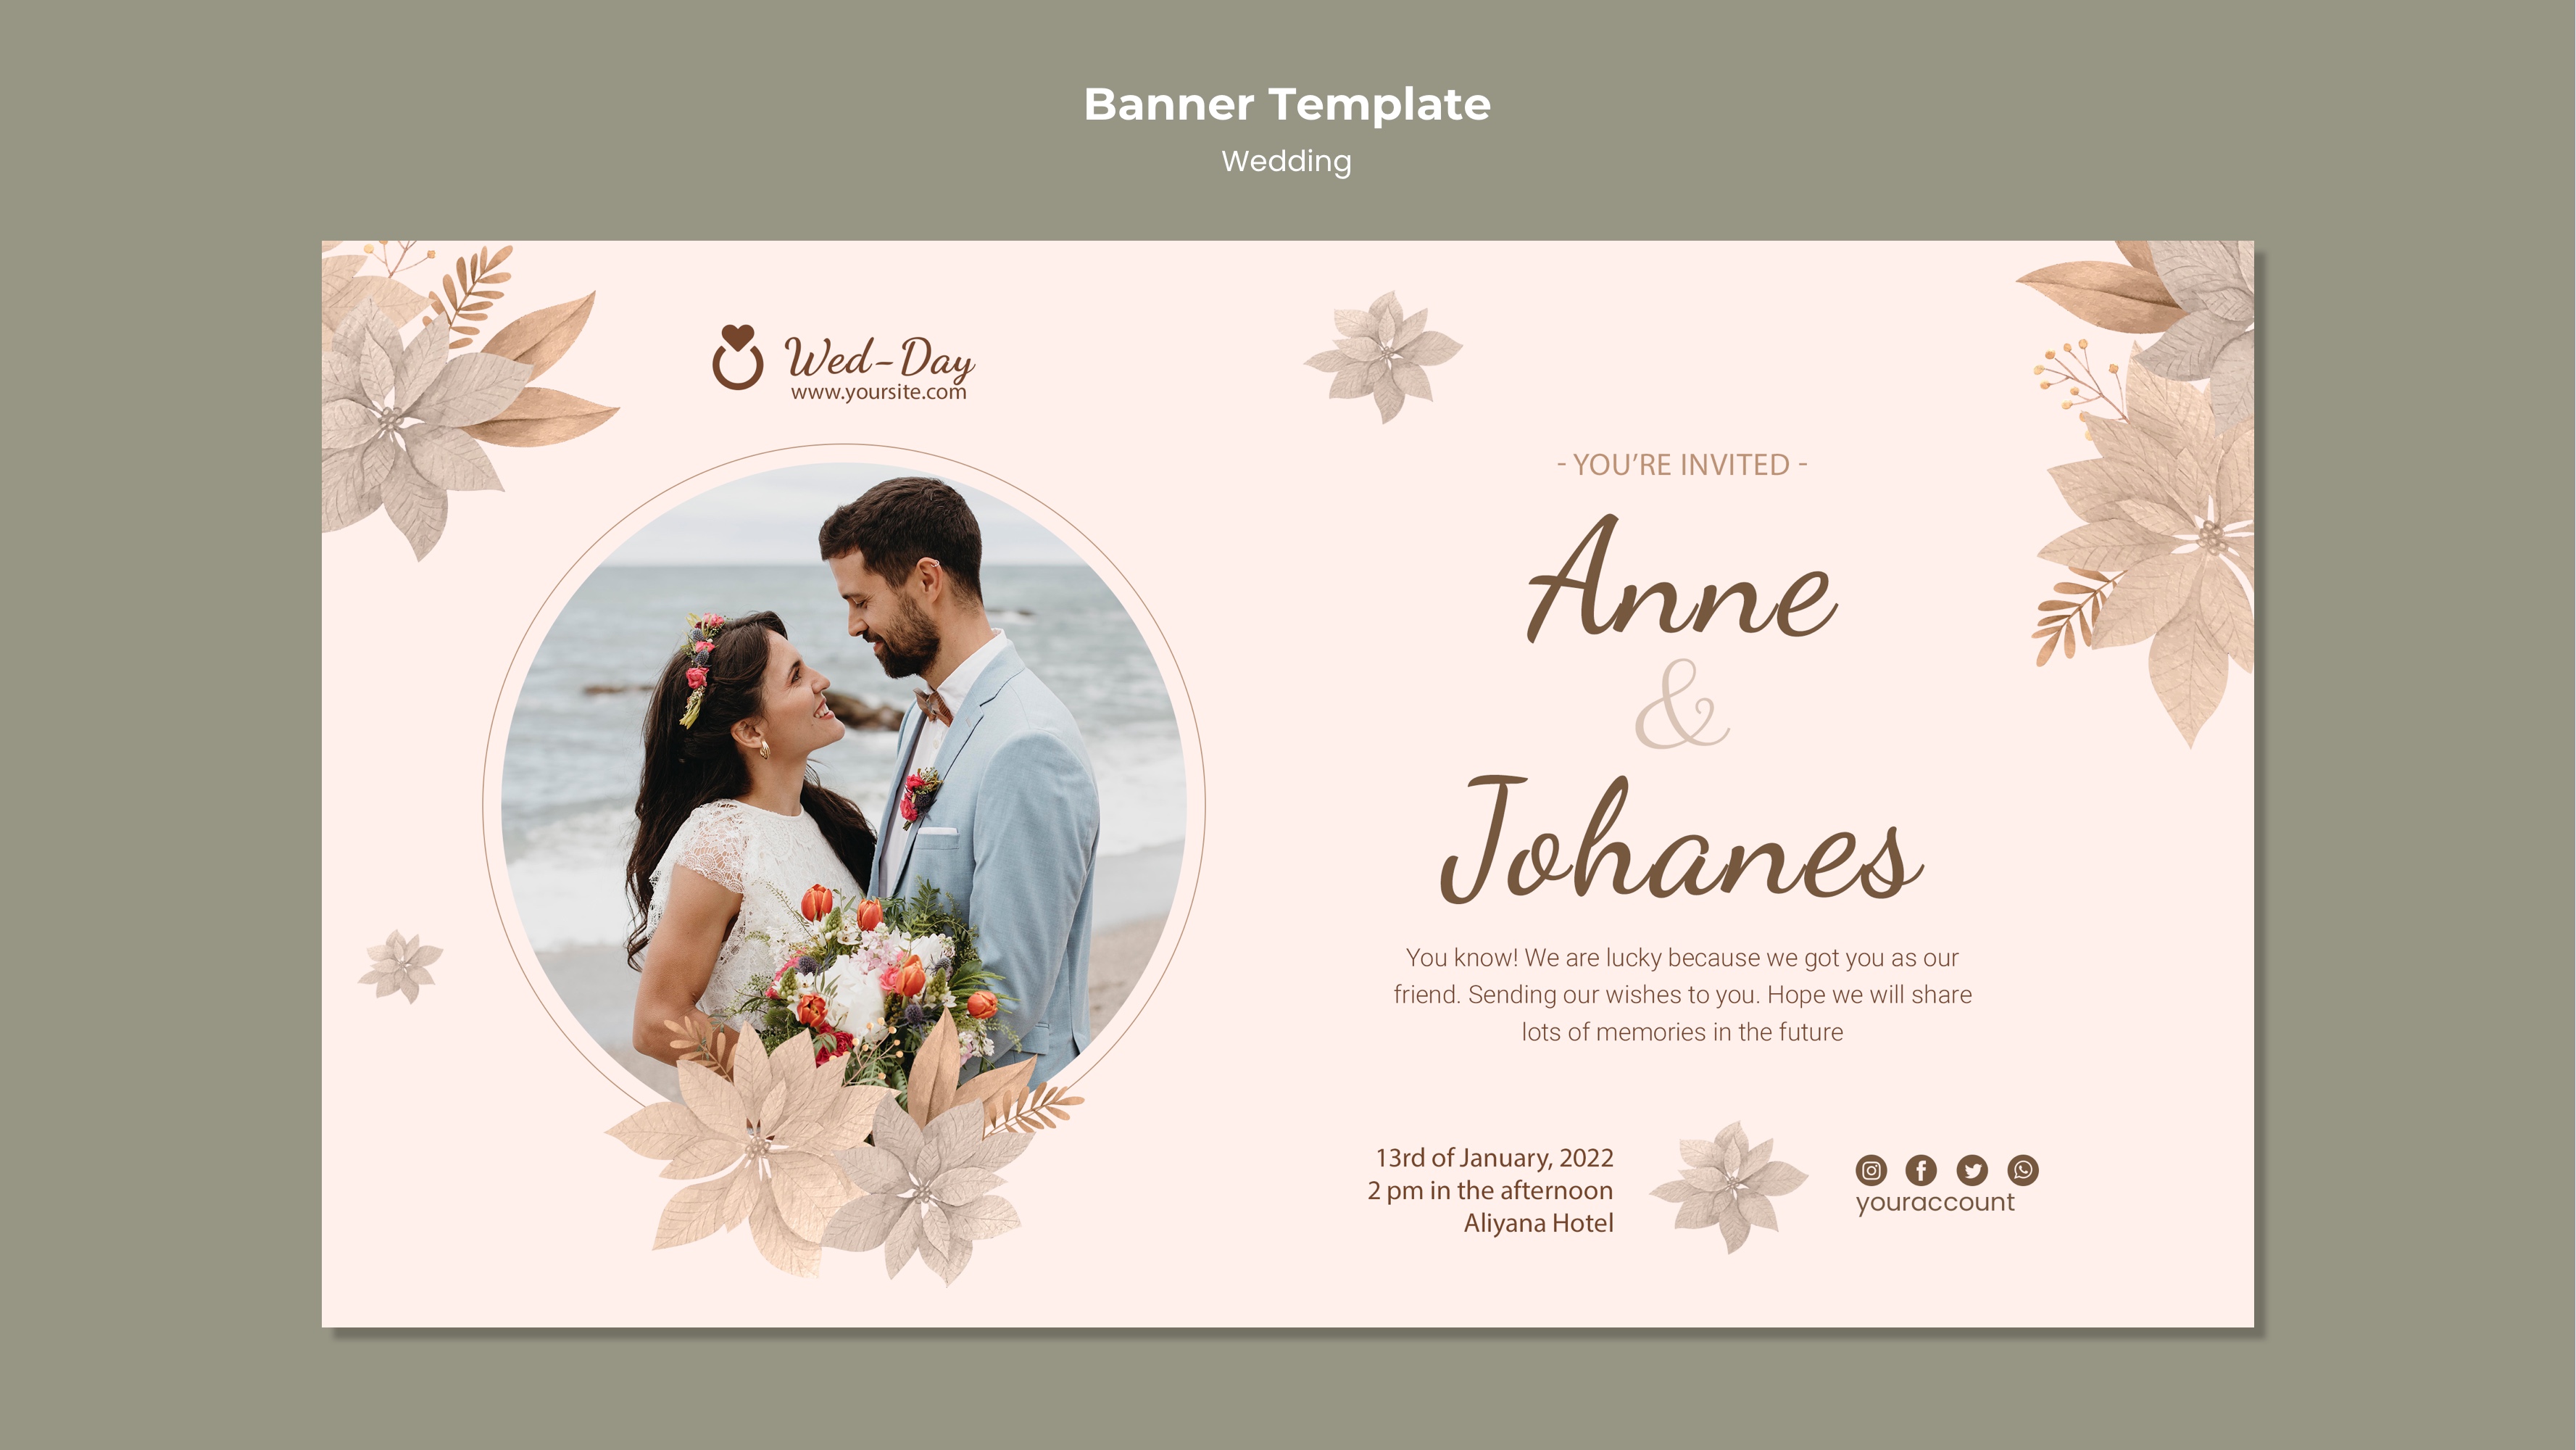 Banner Template
Wedding
Wed-Day
www.yoursite.com
- YOU’RE INVITED -
Anne
&
Johanes
You know! We are lucky because we got you as our
friend. Sending our wishes to you. Hope we will share
lots of memories in the future
13rd of January, 2022
2 pm in the afternoon
Aliyana Hotel
youraccount